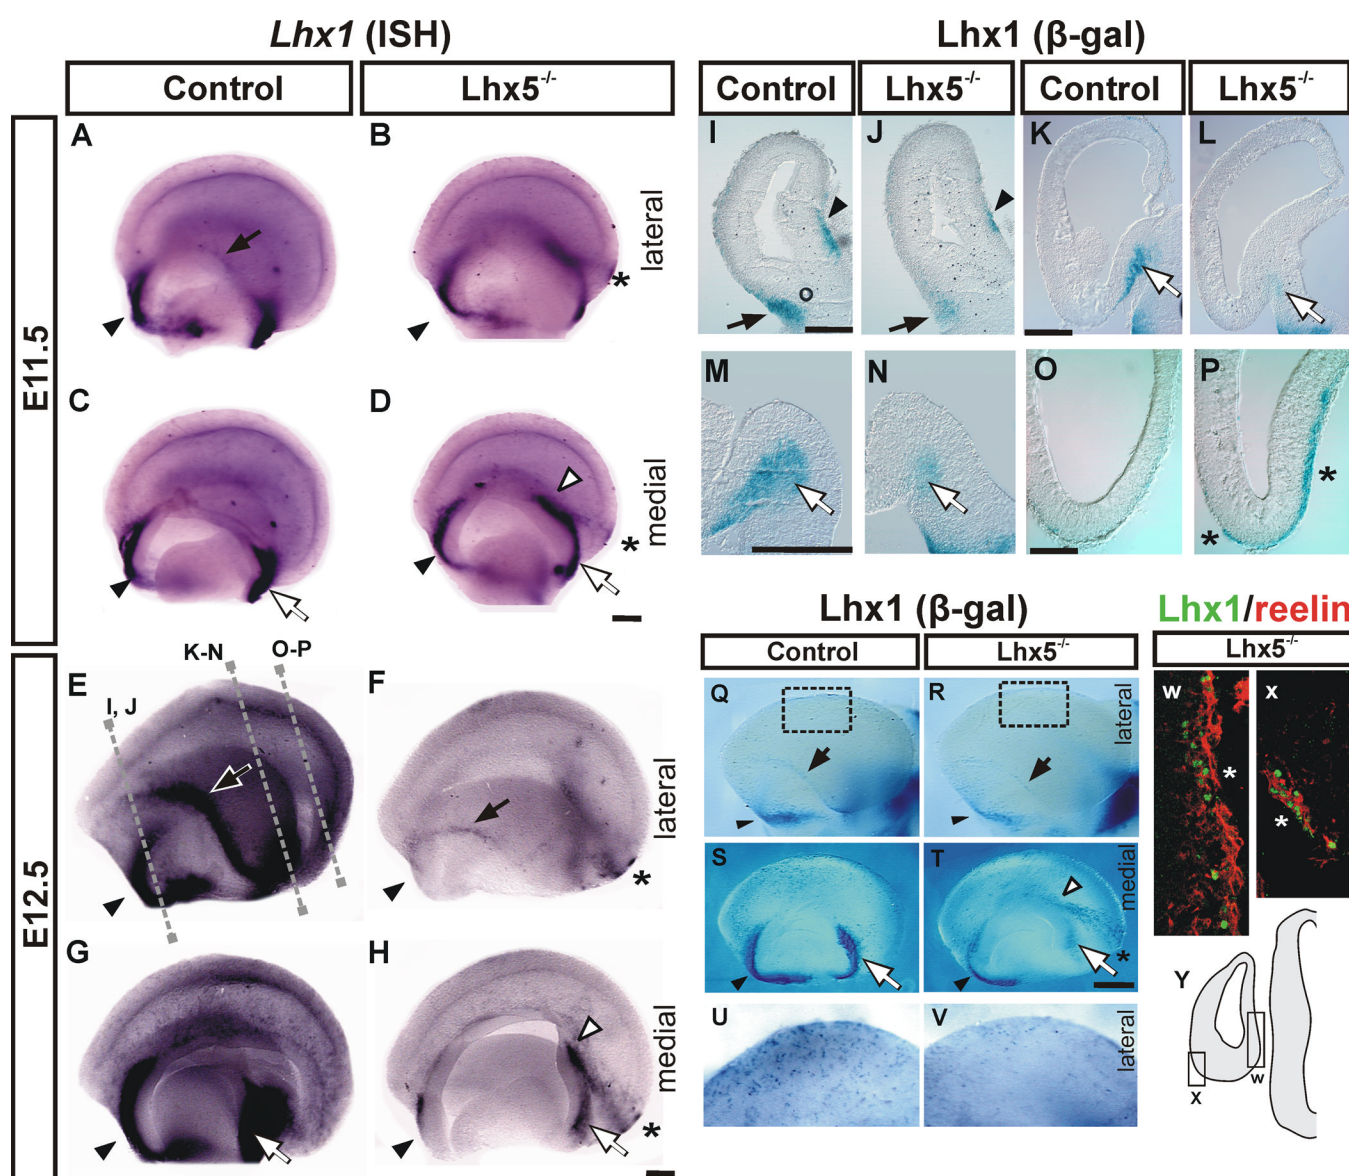 Lhx1 (ISH)
Control
Lhx5-/-
E11.5
A
B
lateral
*
C
D
medial
*
E12.5
E
I, J
K-N
O-P
F
lateral
*
G
H
medial
*
Lhx1 (β-gal)
Control
Lhx5-/-
Control
Lhx5-/-
I
o
J
K
L
M
N
O
P
*
*
Lhx1 (β-gal)
Control
Lhx5-/-
Q
R
lateral
S
T
medial
*
U
V
lateral
Lhx1/reelin
Lhx5-/-
W
*
X
*
Y
X
W